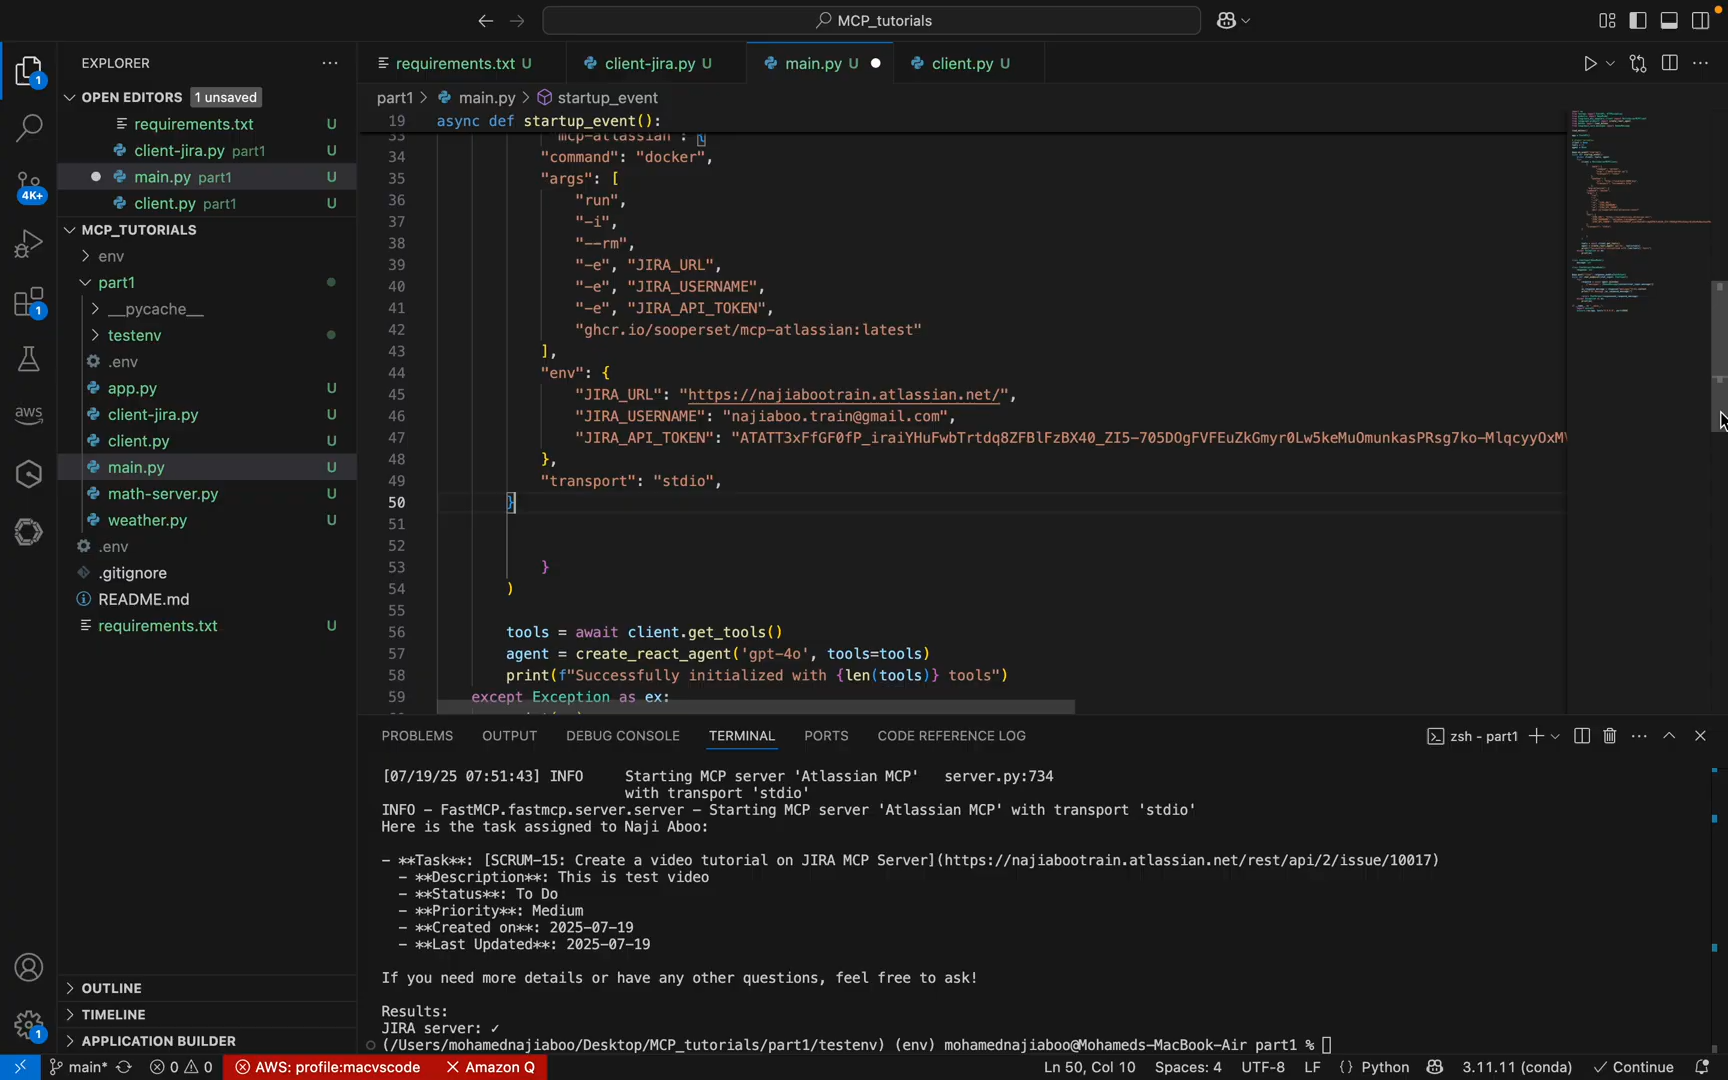 MCP_tutorials
EXPLORER
requirements.txt U
client-jira.py U
main.py U
client.py U
OPEN EDITORS 1 unsaved
requirements.txt U
client-jira.py part1 U
main.py part1 U
client.py part1 U
MCP_TUTORIALS
env
part1
__pycache__
testenv
.env
app.py U
client-jira.py U
client.py U
main.py U
math-server.py U
weather.py U
.env
.gitignore
README.md
requirements.txt U
OUTLINE
TIMELINE
APPLICATION BUILDER
1
4K+
1
aws
1
part1 > main.py > startup_event
19 async def startup_event():
33 "mcp-atlassian": {
34 "command": "docker",
35 "args": [
36 "run",
37 "-i",
38 "--rm",
39 "-e", "JIRA_URL",
40 "-e", "JIRA_USERNAME",
41 "-e", "JIRA_API_TOKEN",
42 "ghcr.io/sooperset/mcp-atlassian:latest"
43 ],
44 "env": {
45 "JIRA_URL": "https://najiabootrain.atlassian.net/",
46 "JIRA_USERNAME": "najiaboo.train@gmail.com",
47 "JIRA_API_TOKEN":
48 },
49 "transport": "stdio",
50 }
51
52
53 }
54 )
55
56 tools = await client.get_tools()
57 agent = create_react_agent('gpt-4o', tools=tools)
58 print(f"Successfully initialized with {len(tools)} tools")
59 except Exception as ex:
PROBLEMS OUTPUT DEBUG CONSOLE TERMINAL PORTS CODE REFERENCE LOG
zsh - part1
[07/19/25 07:51:43] INFO Starting MCP server 'Atlassian MCP' server.py:734
with transport 'stdio'
INFO - FastMCP.fastmcp.server.server - Starting MCP server 'Atlassian MCP' with transport 'stdio'
Here is the task assigned to Naji Aboo:
- **Task**: [SCRUM-15: Create a video tutorial on JIRA MCP Server](https://najiabootrain.atlassian.net/rest/api/2/issue/10017)
- **Description**: This is test video
- **Status**: To Do
- **Priority**: Medium
- **Created on**: 2025-07-19
- **Last Updated**: 2025-07-19
If you need more details or have any other questions, feel free to ask!
Results:
JIRA server: ✓
(/Users/mohamednajiaboo/Desktop/MCP_tutorials/part1/testenv) (env) mohamednajiaboo@Mohameds-MacBook-Air part1 %
main* 0 0 AWS: profile:macvscode Amazon Q Ln 50, Col 10 Spaces: 4 UTF-8 LF { } Python 3.11.11 (conda) Continue